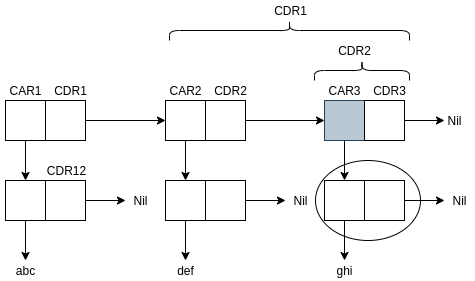 CDR1
CDR2
CAR1 CDR1 CAR2 CDR2 CAR3 CDR3
Nil
CDR12
Nil Nil Nil
abc def ghi